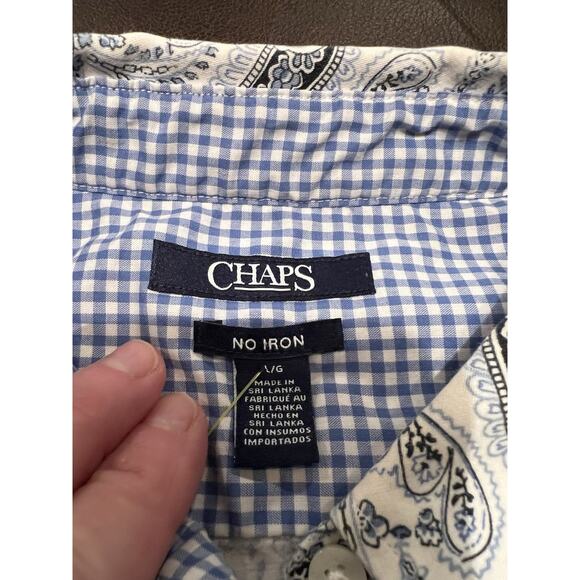 CHAPS
NO IRON
L/G
MADE IN
SRI LANKA
FABRIQUÉ AU
SRI LANKA
HECHO EN
SRI LANKA
CON INSUMOS
IMPORTADOS